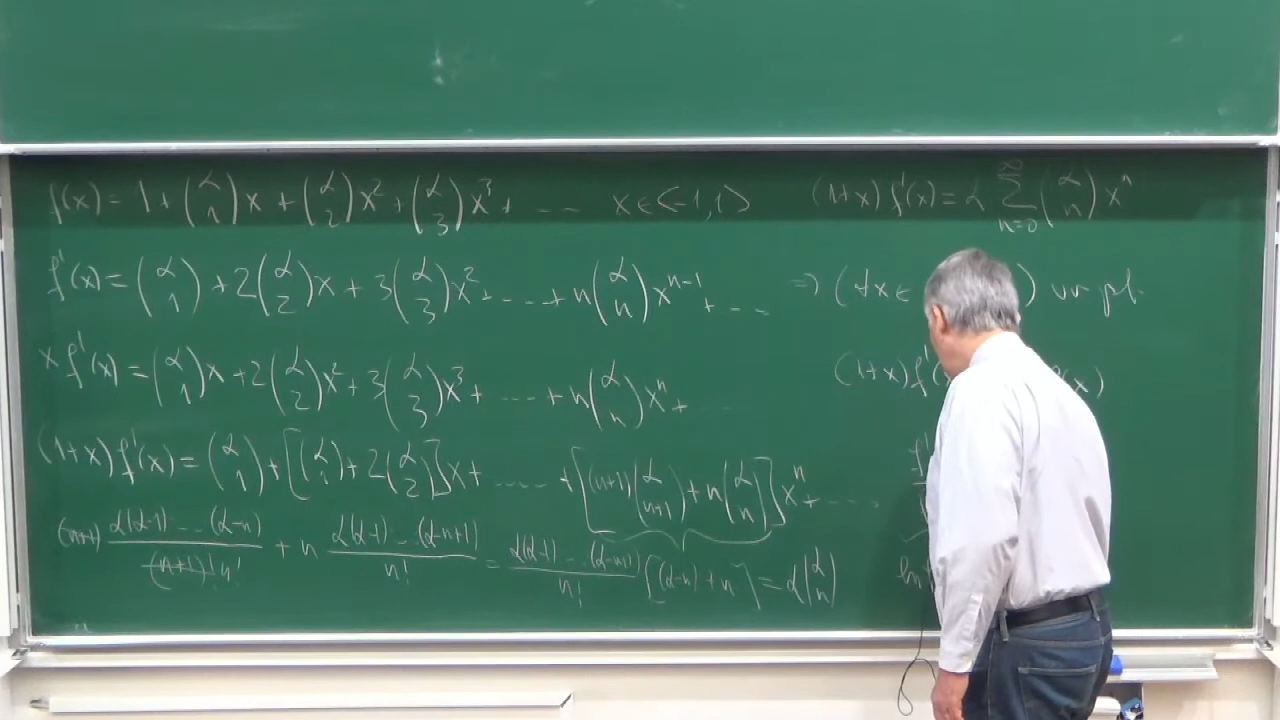 f(x) = 1 + (α 1)x + (α 2)x² + (α 3)x³ + ... x ∈ <-1,1>
f'(x) = (α 1) + 2(α 2)x + 3(α 3)x² + ... + n(α n)xⁿ⁻¹ + ...
x f'(x) = (α 1)x + 2(α 2)x² + 3(α 3)x³ + ... + n(α n)xⁿ + ...
(1+x) f'(x) = (α 1) + [(α 1) + 2(α 2)]x + ... + [(n+1)(α n+1) + n(α n)]xⁿ + ...
(n+1) α(α-1)...(α-n) / (n+1)! n! + n α(α-1)...(α-n+1) / n! = α(α-1)...(α-n+1) / n! [(α-n) + n] = α(α n)
(1+x) f'(x) = α ∑_{n=0}^{∞} (α n) xⁿ
⇒ (∀x ∈ )
(1+x) f' (x)
f'
ln